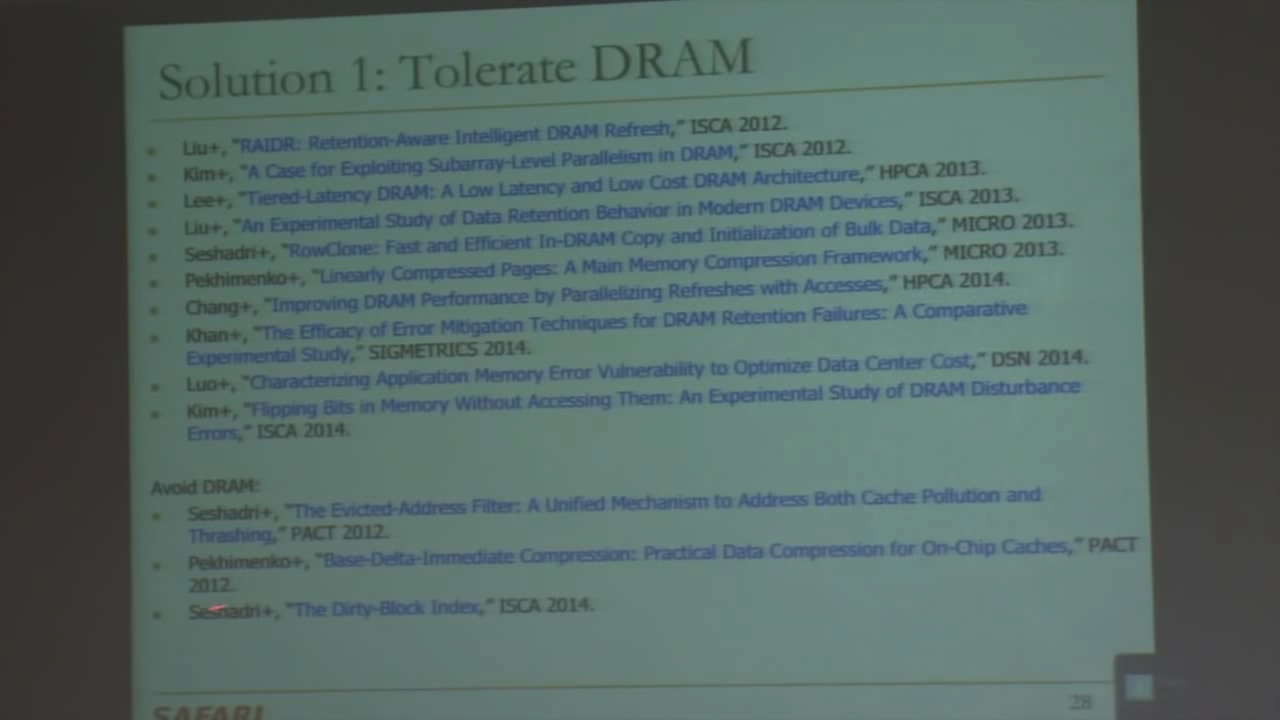 Solution 1: Tolerate DRAM
Liu+, "RAIDR: Retention-Aware Intelligent DRAM Refresh," ISCA 2012.
Kim+, "A Case for Exploiting Subarray-Level Parallelism in DRAM," ISCA 2012.
Lee+, "Tiered-Latency DRAM: A Low Latency and Low Cost DRAM Architecture," HPCA 2013.
Liu+, "An Experimental Study of Data Retention Behavior in Modern DRAM Devices," ISCA 2013.
Seshadri+, "RowClone: Fast and Efficient In-DRAM Copy and Initialization of Bulk Data," MICRO 2013.
Pekhimenko+, "Linearly Compressed Pages: A Main Memory Compression Framework," MICRO 2013.
Chang+, "Improving DRAM Performance by Parallelizing Refreshes with Accesses," HPCA 2014.
Khan+, "The Efficacy of Error Mitigation Techniques for DRAM Retention Failures: A Comparative
Experimental Study," SIGMETRICS 2014.
Luo+, "Characterizing Application Memory Error Vulnerability to Optimize Data Center Cost," DSN 2014.
Kim+, "Flipping Bits in Memory Without Accessing Them: An Experimental Study of DRAM Disturbance
Errors," ISCA 2014.
Avoid DRAM:
Seshadri+, "The Evicted-Address Filter: A Unified Mechanism to Address Both Cache Pollution and
Thrashing," PACT 2012.
Pekhimenko+, "Base-Delta-Immediate Compression: Practical Data Compression for On-Chip Caches," PACT
2012.
Seshadri+, "The Dirty-Block Index," ISCA 2014.
SAFARI
28